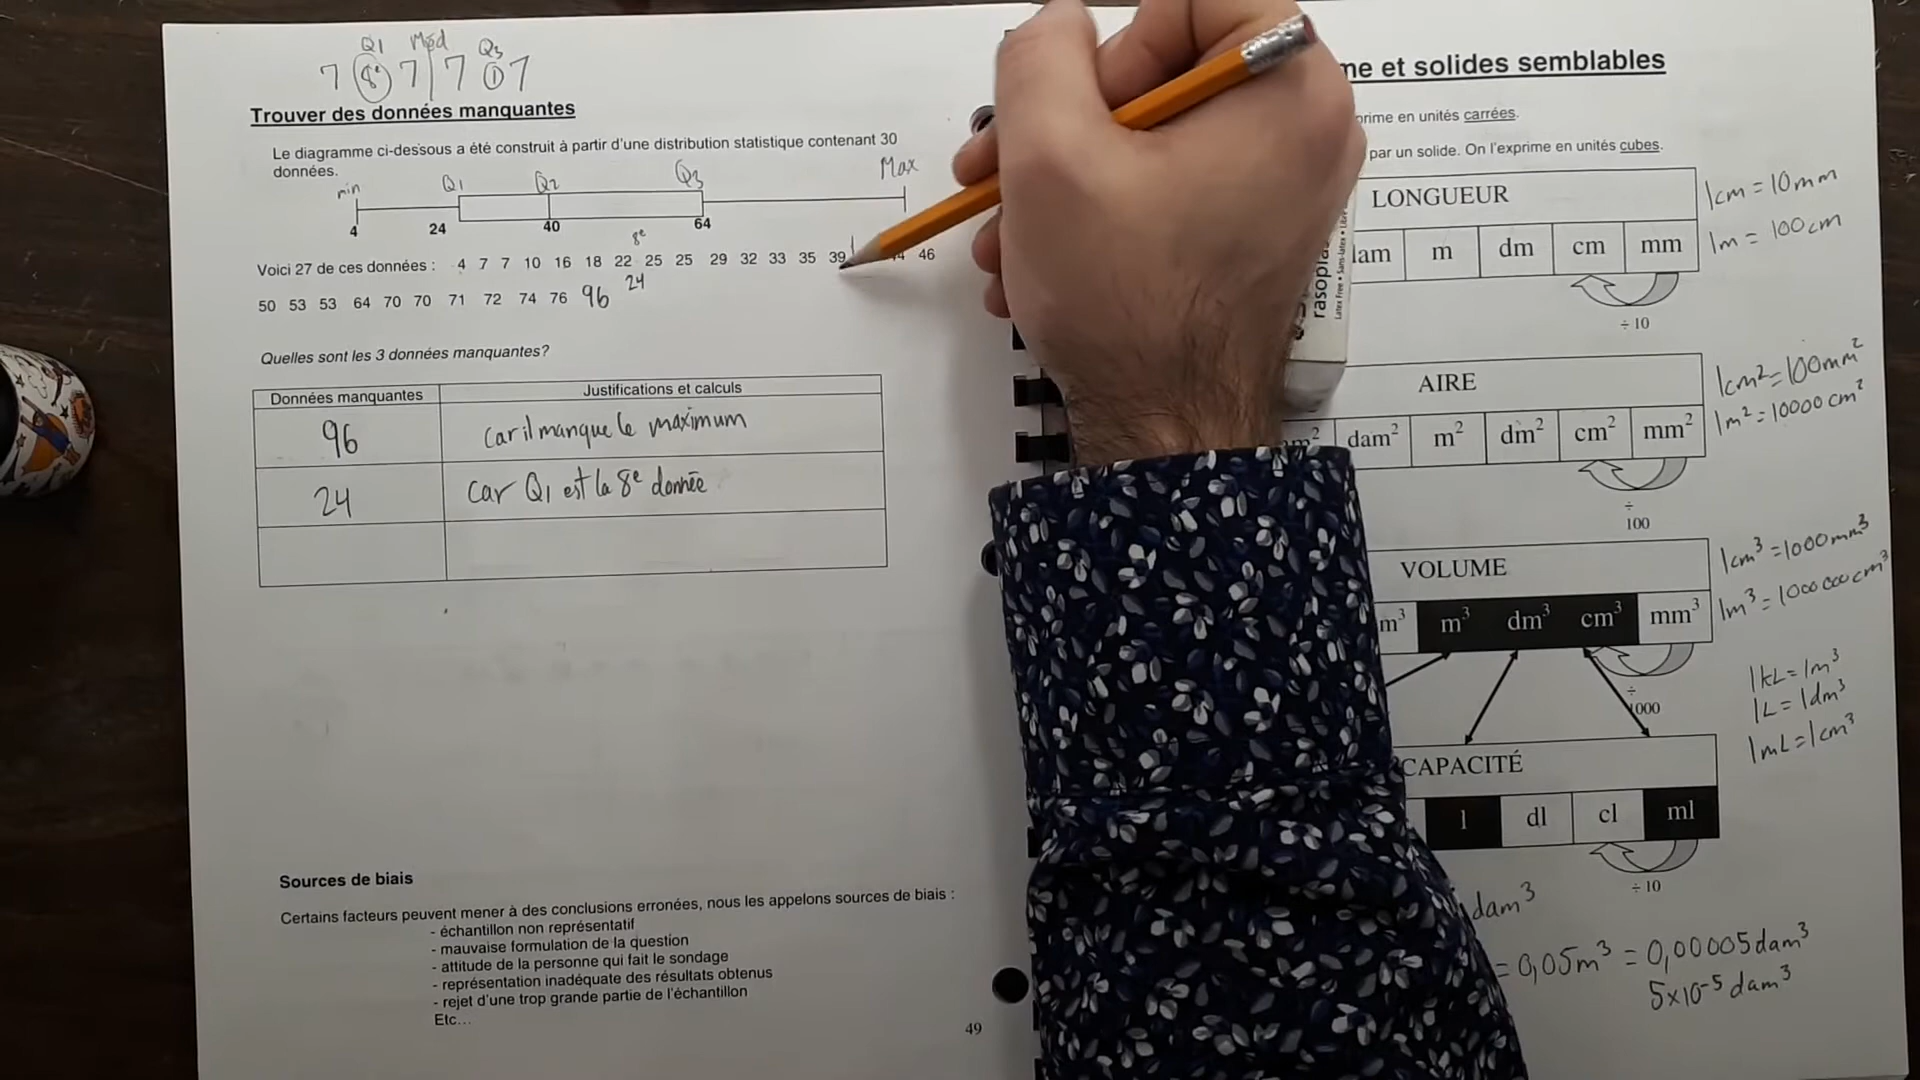 Q1 Méd Q3
7 8e 7 | 7 1 7
Trouver des données manquantes
Le diagramme ci-dessous a été construit à partir d'une distribution statistique contenant 30
données.
min Q1 Q2 Q3 Max
4 24 40 64
8e
Voici 27 de ces données : 4 7 7 10 16 18 22 25 25 29 32 33 35 39 46
24
50 53 53 64 70 70 71 72 74 76 96
Quelles sont les 3 données manquantes?
Données manquantes Justifications et calculs
96 car il manque le maximum
24 car Q1 est la 8e donnée
Sources de biais
Certains facteurs peuvent mener à des conclusions erronées, nous les appelons sources de biais :
- échantillon non représentatif
- mauvaise formulation de la question
- attitude de la personne qui fait le sondage
- représentation inadéquate des résultats obtenus
- rejet d'une trop grande partie de l'échantillon
Etc...
49
me et solides semblables
prime en unités carrées.
par un solide. On l'exprime en unités cubes.
LONGUEUR
dam m dm cm mm
÷ 10
1cm = 10mm
1m = 100cm
AIRE
dam² m² dm² cm² mm²
÷
100
1cm² = 100mm²
1m² = 10000 cm²
VOLUME
m³ m³ dm³ cm³ mm³
÷
1000
1cm³ = 1000mm³
1m³ = 1000 000cm³
1kL = 1m³
1L = 1dm³
1mL = 1cm³
CAPACITÉ
l dl cl ml
÷ 10
dam³
= 0,05m³ = 0,00005dam³
5x10⁻⁵ dam³
rasoplast
Latex Free • Sans-latex •